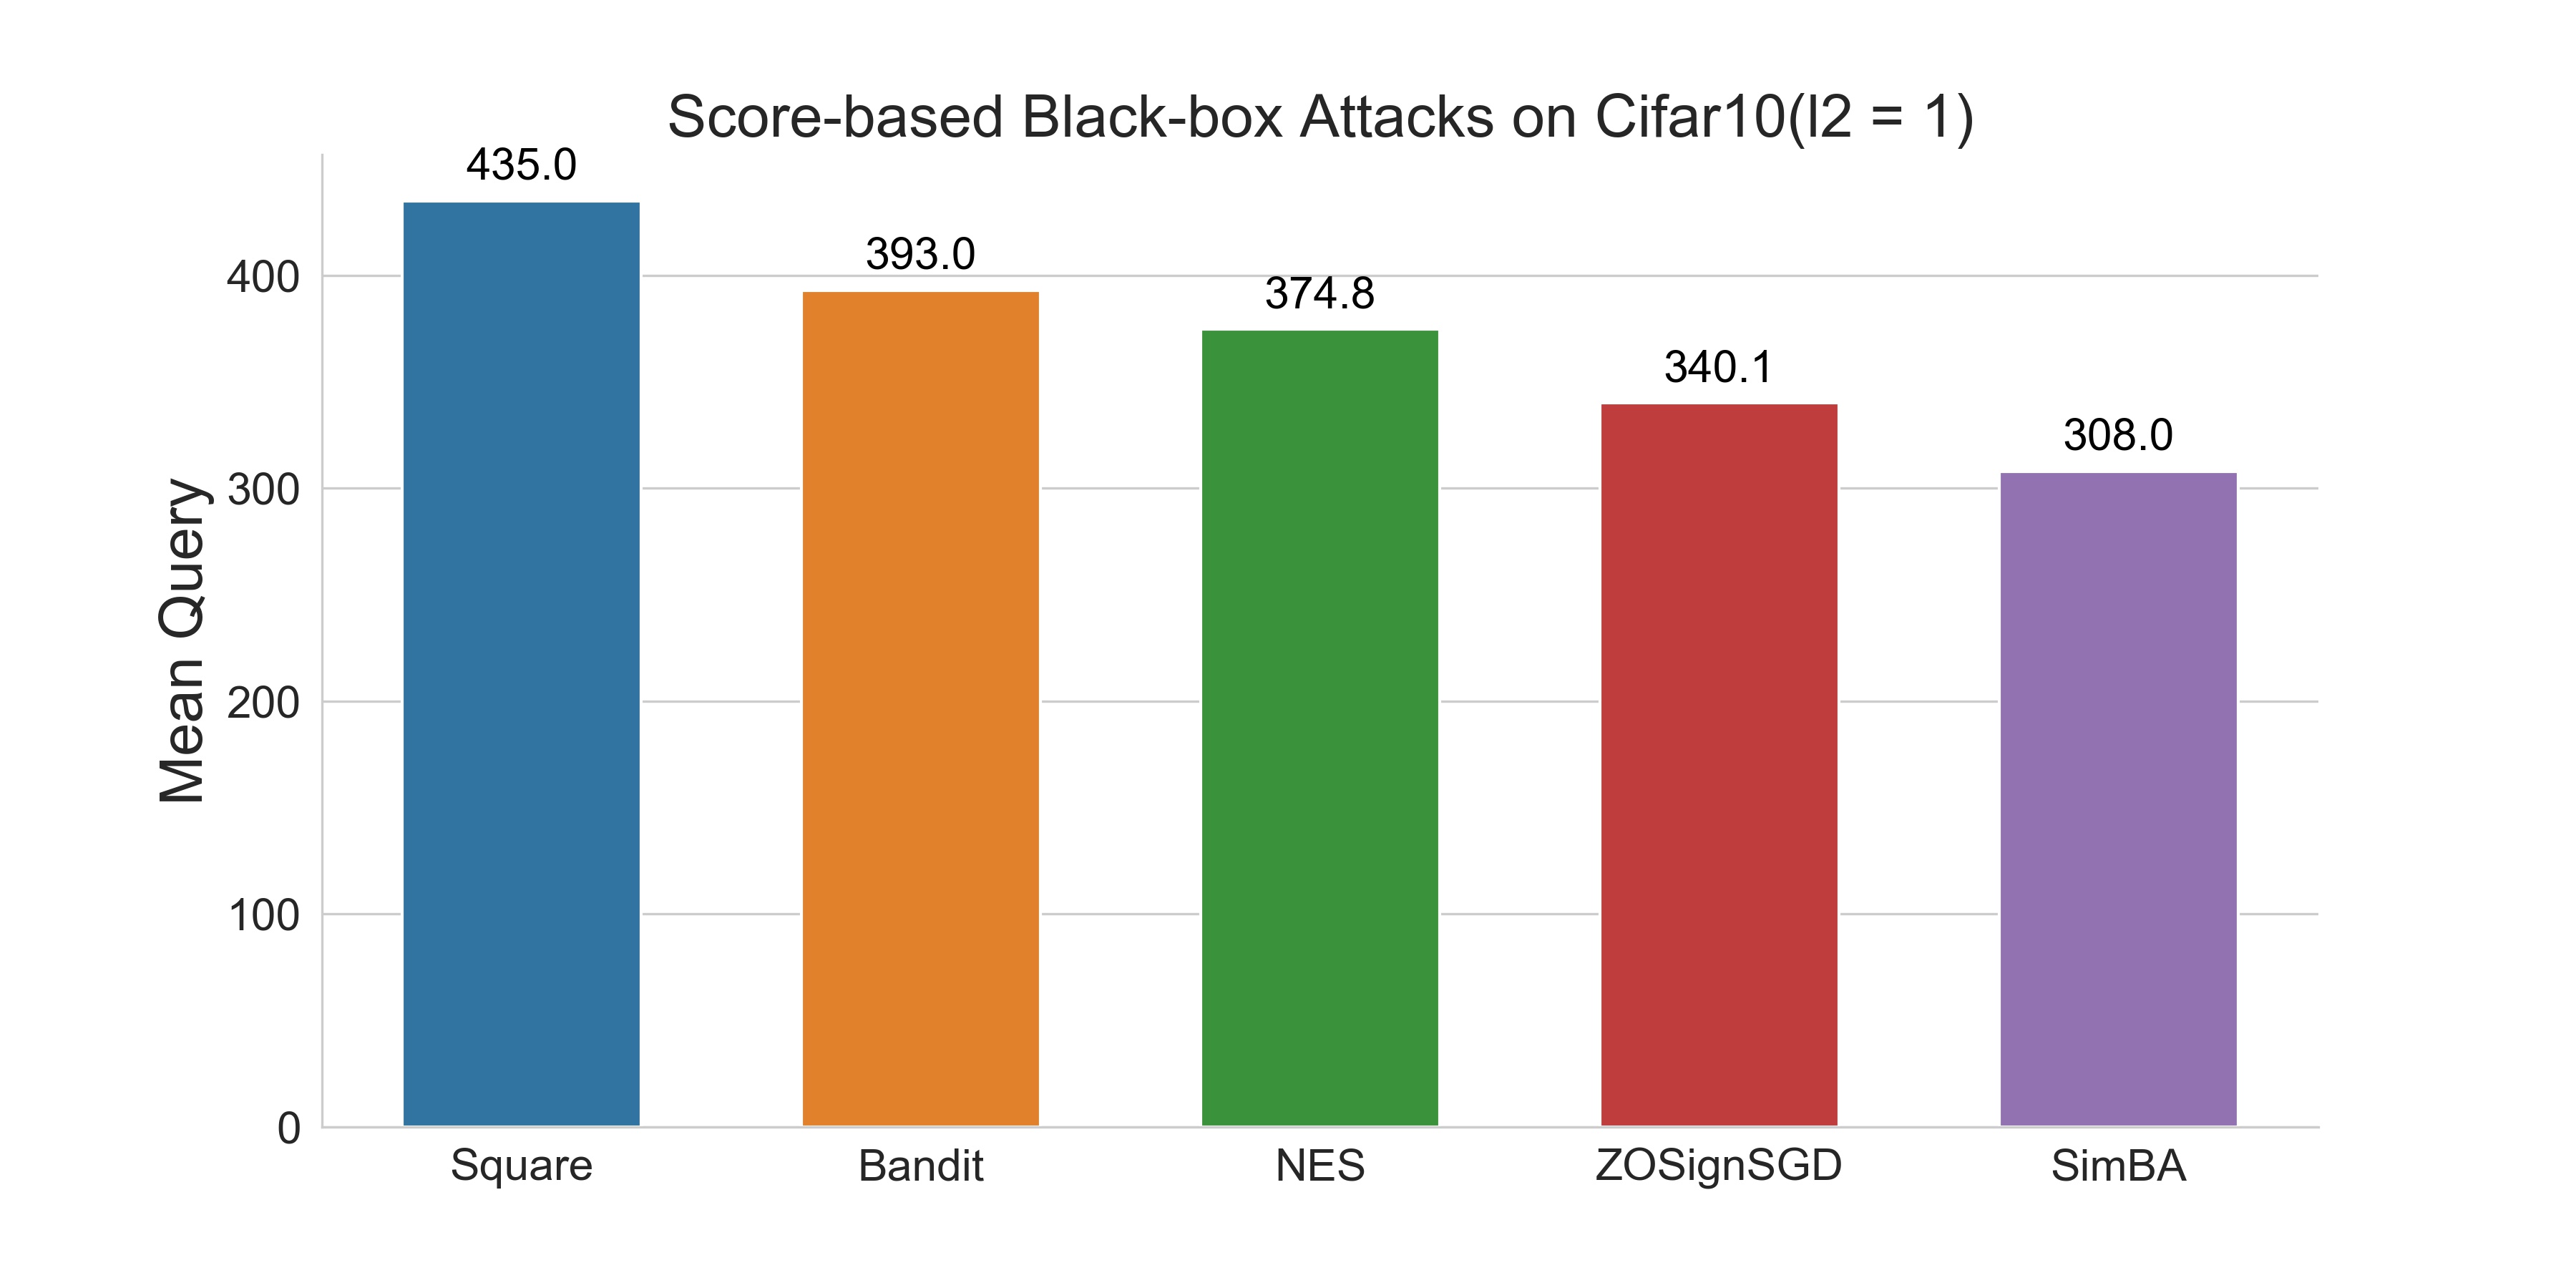 Score-based Black-box Attacks on Cifar10(l2 = 1)
435.0
393.0
374.8
340.1
308.0
Mean Query
400
300
200
100
0
Square
Bandit
NES
ZOSignSGD
SimBA